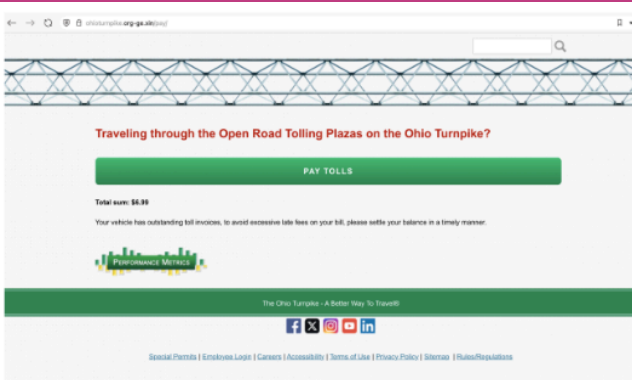 ohioturnpike.org-gs.xin/pay/
Traveling through the Open Road Tolling Plazas on the Ohio Turnpike?
PAY TOLLS
Total sum: $6.99
Your vehicle has outstanding toll invoices, to avoid excessive late fees on your bill, please settle your balance in a timely manner.
PERFORMANCE METRICS
The Ohio Turnpike - A Better Way To Travel®
Special Permits | Employee Login | Careers | Accessibility | Terms of Use | Privacy Policy | Sitemap | Rules/Regulations